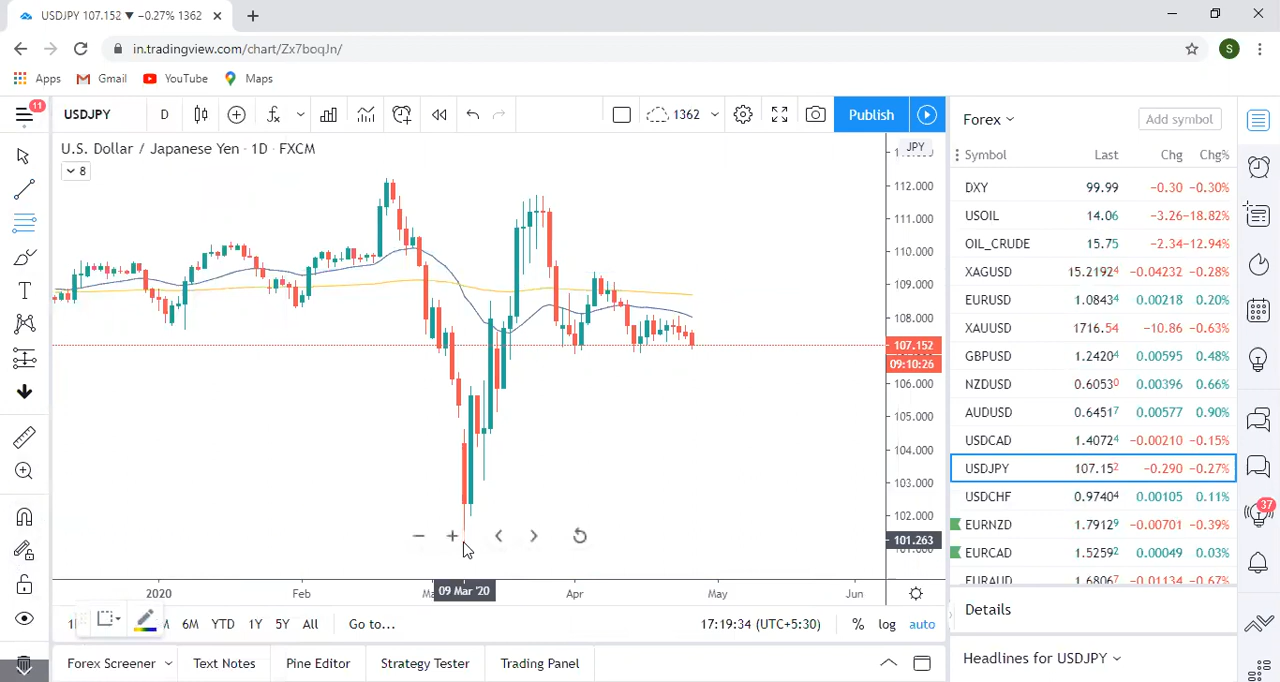 USDJPY 107.152 ▼ −0.27% 1362
in.tradingview.com/chart/Zx7boqJn/
S
Apps Gmail YouTube Maps
11
USDJPY D 1362 Publish
U.S. Dollar / Japanese Yen · 1D · FXCM
8
JPY
112.000
111.000
110.000
109.000
108.000
107.152
09:10:26
106.000
105.000
104.000
103.000
102.000
101.263
2020 Feb 09 Mar '20 Apr May Jun
6M YTD 1Y 5Y All Go to... 17:19:34 (UTC+5:30) % log auto
Forex Screener Text Notes Pine Editor Strategy Tester Trading Panel
Forex Add symbol
Symbol Last Chg Chg%
DXY 99.99 −0.30 −0.30%
USOIL 14.06 −3.26 −18.82%
OIL_CRUDE 15.75 −2.34 −12.94%
XAGUSD 15.2192⁴ −0.04232 −0.28%
EURUSD 1.0843⁴ 0.00218 0.20%
XAUUSD 1716.54 −10.86 −0.63%
GBPUSD 1.2420⁴ 0.00595 0.48%
NZDUSD 0.6053⁰ 0.00396 0.66%
AUDUSD 0.6451⁷ 0.00577 0.90%
USDCAD 1.4072⁴ −0.00210 −0.15%
USDJPY 107.15² −0.290 −0.27%
USDCHF 0.9740⁴ 0.00105 0.11%
EURNZD 1.7912⁹ −0.00701 −0.39%
EURCAD 1.5259² 0.00049 0.03%
EURAUD 1.6806⁷ −0.01134 −0.67%
Details
Headlines for USDJPY
37